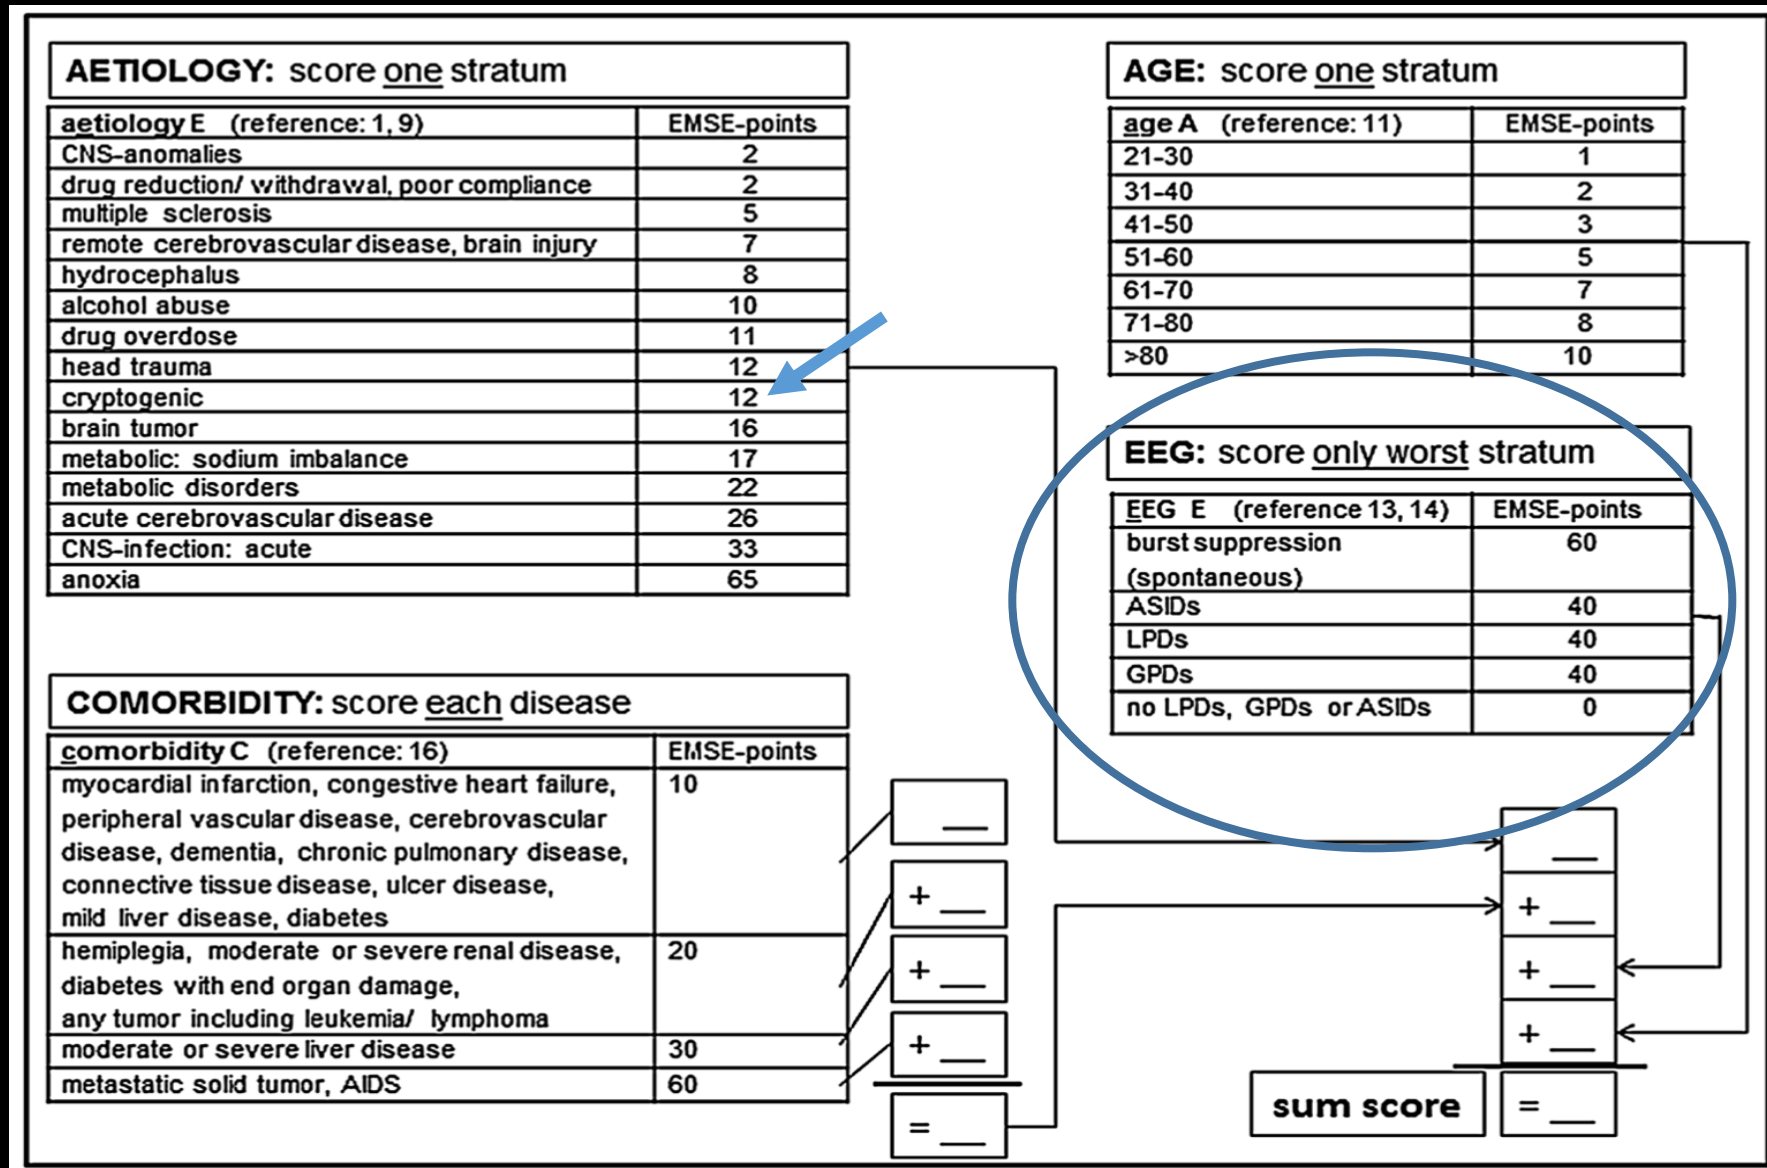 AETIOLOGY: score one stratum
aetiology E (reference: 1, 9) EMSE-points
CNS-anomalies 2
drug reduction/ withdrawal, poor compliance 2
multiple sclerosis 5
remote cerebrovascular disease, brain injury 7
hydrocephalus 8
alcohol abuse 10
drug overdose 11
head trauma 12
cryptogenic 12
brain tumor 16
metabolic: sodium imbalance 17
metabolic disorders 22
acute cerebrovascular disease 26
CNS-infection: acute 33
anoxia 65
COMORBIDITY: score each disease
comorbidity C (reference: 16) EMSE-points
myocardial infarction, congestive heart failure, 10
peripheral vascular disease, cerebrovascular
disease, dementia, chronic pulmonary disease,
connective tissue disease, ulcer disease,
mild liver disease, diabetes
hemiplegia, moderate or severe renal disease, 20
diabetes with end organ damage,
any tumor including leukemia/ lymphoma
moderate or severe liver disease 30
metastatic solid tumor, AIDS 60
__
+ __
+ __
+ __
= __
AGE: score one stratum
age A (reference: 11) EMSE-points
21-30 1
31-40 2
41-50 3
51-60 5
61-70 7
71-80 8
>80 10
EEG: score only worst stratum
EEG E (reference 13, 14) EMSE-points
burst suppression 60
(spontaneous)
ASIDs 40
LPDs 40
GPDs 40
no LPDs, GPDs or ASIDs 0
__
+ __
+ __
+ __
sum score = __